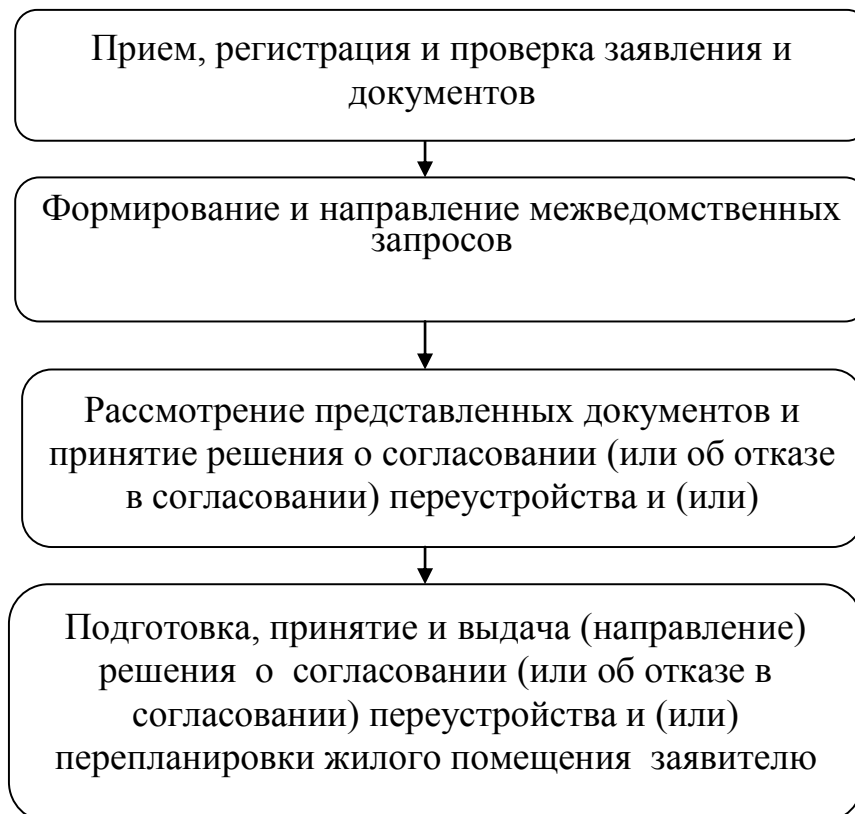 Прием, регистрация и проверка заявления и
документов
Формирование и направление межведомственных
запросов
Рассмотрение представленных документов и
принятие решения о согласовании (или об отказе
в согласовании) переустройства и (или)
Подготовка, принятие и выдача (направление)
решения о согласовании (или об отказе в
согласовании) переустройства и (или)
перепланировки жилого помещения заявителю